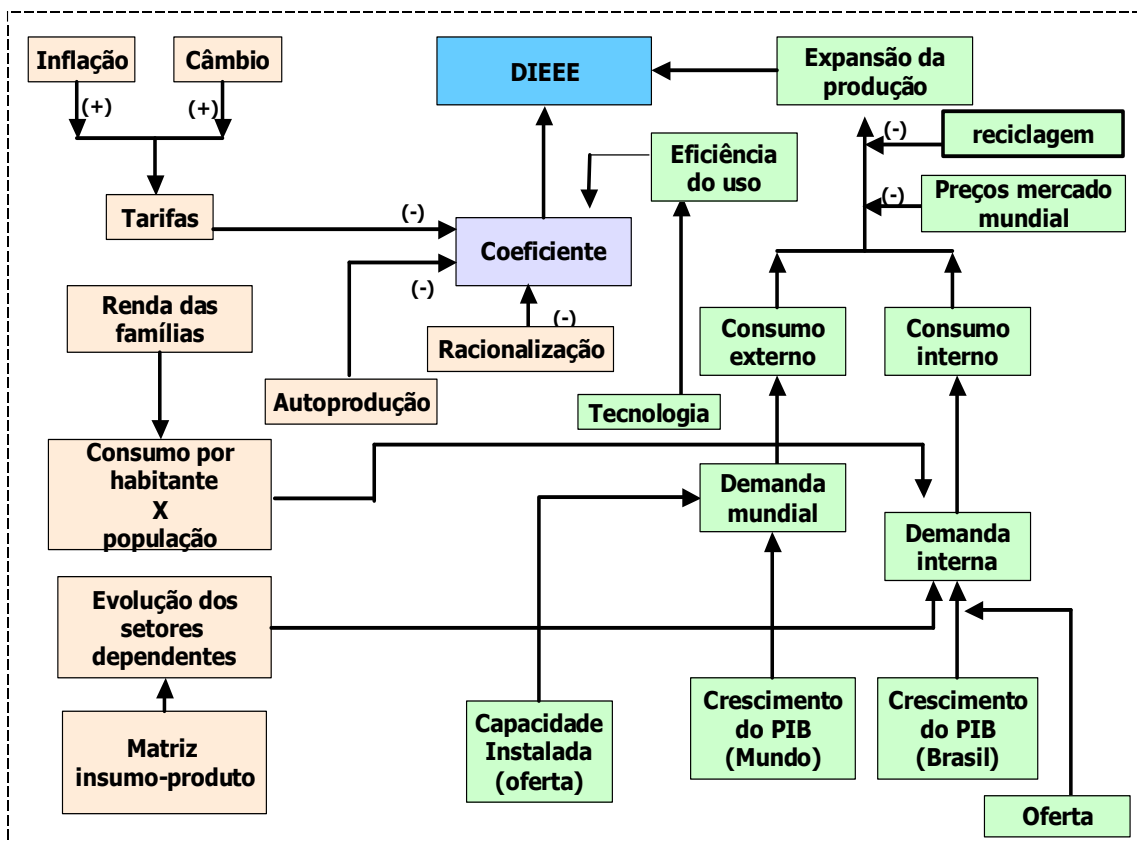 Inflação
Câmbio
DIEEE
Expansão da
produção
(+)
(+)
(-)
reciclagem
Eficiência
do uso
Preços mercado
mundial
(-)
Tarifas
(-)
Coeficiente
(-)
Renda das
famílias
(-)
Racionalização
Consumo
externo
Consumo
interno
Autoprodução
Tecnologia
Consumo por
habitante
X
população
Demanda
mundial
Demanda
interna
Evolução dos
setores
dependentes
Matriz
insumo-produto
Capacidade
Instalada
(oferta)
Crescimento
do PIB
(Mundo)
Crescimento
do PIB
(Brasil)
Oferta